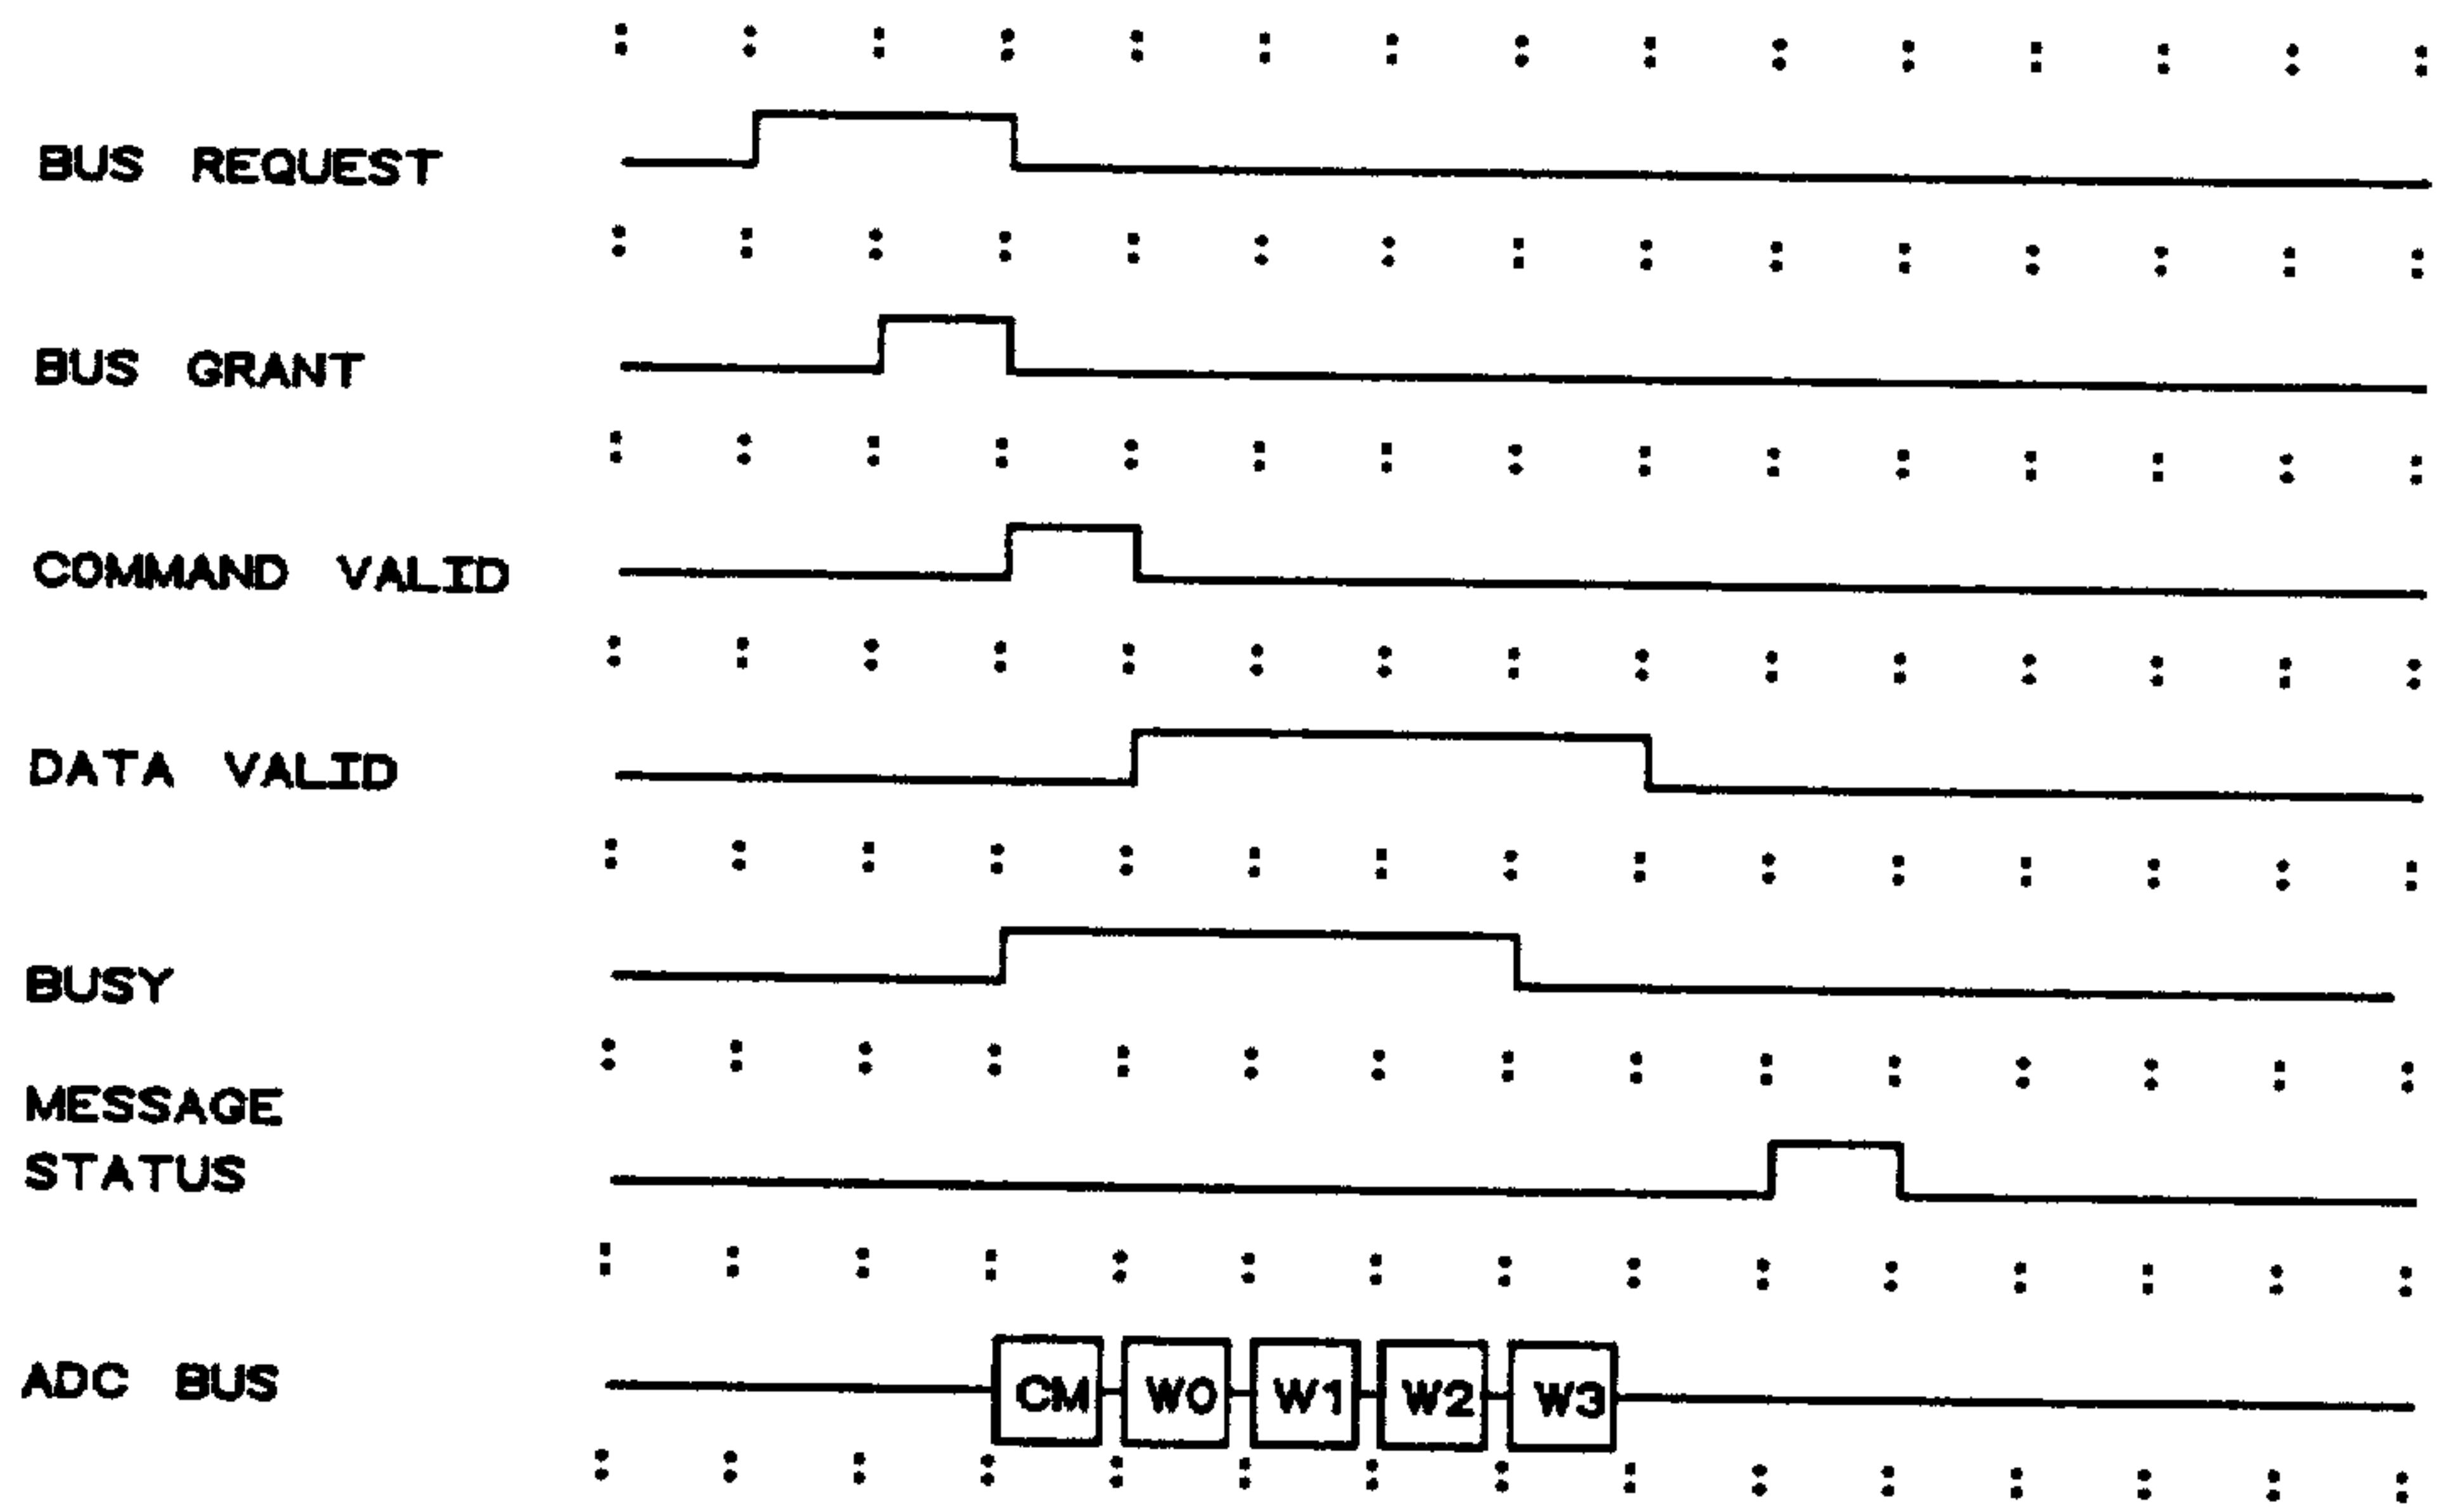 BUS REQUEST
BUS GRANT
COMMAND VALID
DATA VALID
BUSY
MESSAGE
STATUS
ADC BUS CM W0 W1 W2 W3